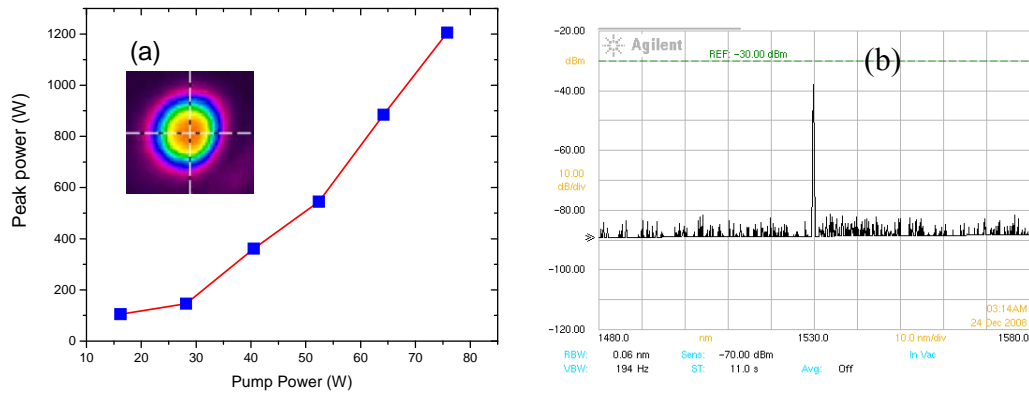 (a)
1200
1000
800
600
400
200
0
Peak power (W)
10 20 30 40 50 60 70 80
Pump Power (W)
-20.00
Agilent
dBm
REF: -30.00 dBm
(b)
-40.00
-60.00
10.00
dB/div
-80.00
-100.00
03:14AM
24 Dec 2008
-120.00
1480.0 nm 1530.0 10.0 nm/div 1580.0
RBW: 0.06 nm Sens: -70.00 dBm In Vac
VBW: 194 Hz ST: 11.0 s Avg: Off